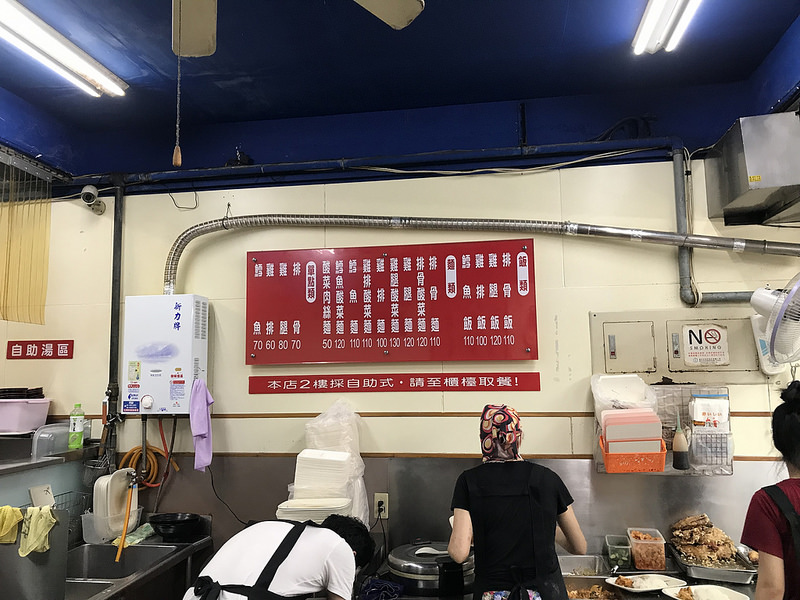 飯類
排骨飯 110
雞腿飯 120
雞排飯 100
鱈魚飯 110
麵類
排骨麵 110
排骨酸菜麵 120
雞腿麵 120
雞腿酸菜麵 130
雞排麵 100
雞排酸菜麵 110
鱈魚麵 110
鱈魚酸菜麵 120
酸菜肉絲麵 50
單點類
排骨 70
雞腿 80
雞排 60
鱈魚 70
本店2樓採自助式,請至櫃檯取餐!
自助湯區
新力牌
NO
SMOKING